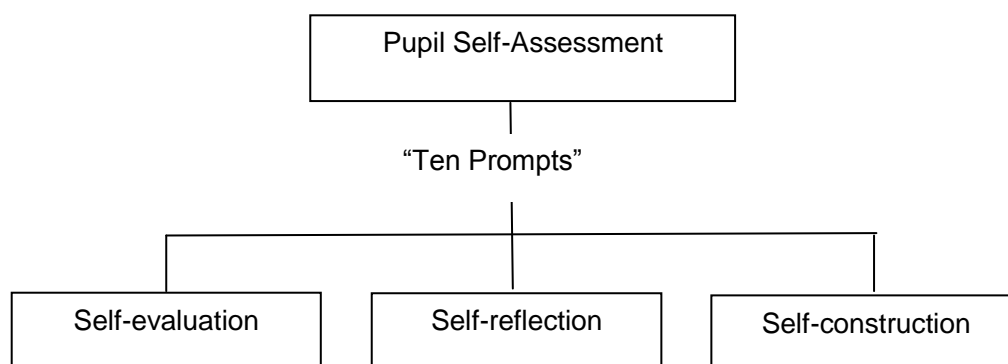 Pupil Self-Assessment
“Ten Prompts”
Self-evaluation
Self-reflection
Self-construction